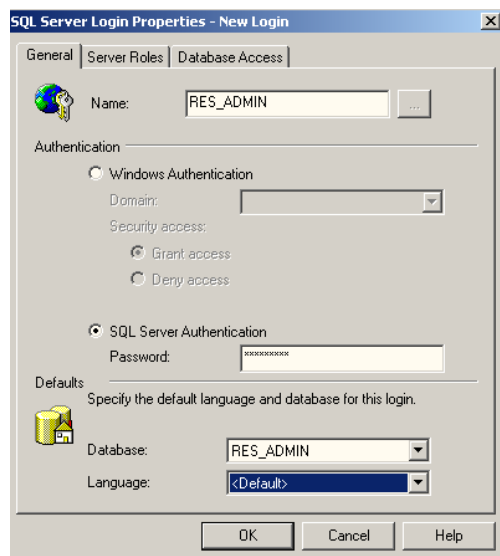 SQL Server Login Properties - New Login
General Server Roles Database Access
Name: RES_ADMIN ...
Authentication
Windows Authentication
Domain:
Security access:
Grant access
Deny access
SQL Server Authentication
Password: *********
Defaults
Specify the default language and database for this login.
Database: RES_ADMIN
Language: <Default>
OK Cancel Help